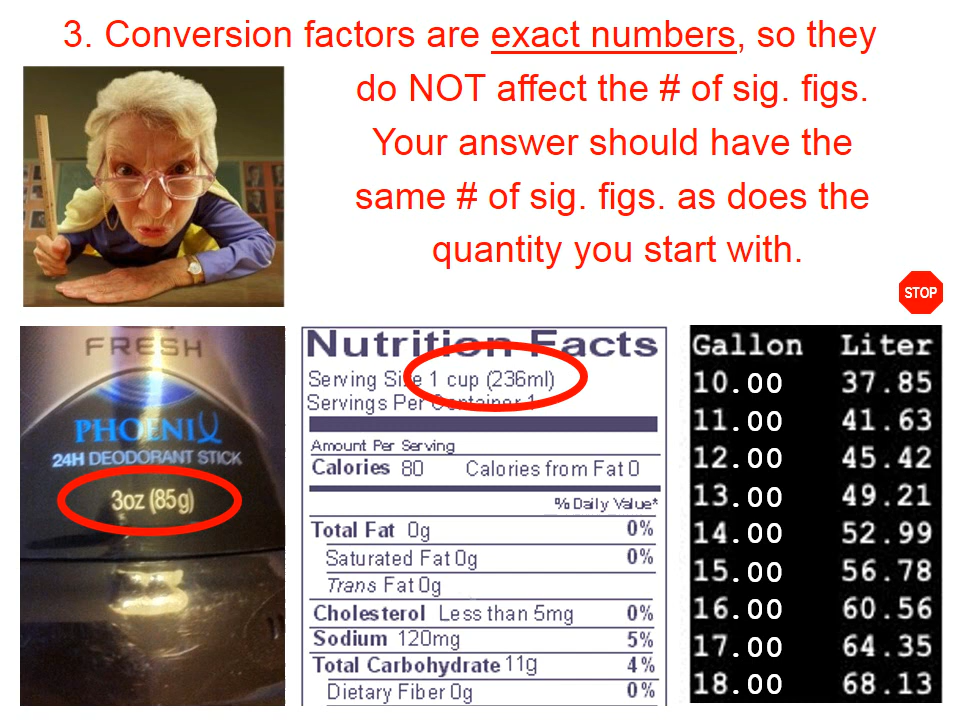 3. Conversion factors are exact numbers, so they
do NOT affect the # of sig. figs.
Your answer should have the
same # of sig. figs. as does the
quantity you start with.
STOP
FRESH
PHOENIX
24H DEODORANT STICK
3oz (85g)
Nutrition Facts
Serving Size 1 cup (236ml)
Servings Per Container 1
Amount Per Serving
Calories 80 Calories from Fat 0
% Daily Value*
Total Fat 0g 0%
Saturated Fat 0g 0%
Trans Fat 0g
Cholesterol Less than 5mg 0%
Sodium 120mg 5%
Total Carbohydrate 11g 4%
Dietary Fiber 0g 0%
Gallon Liter
10.00 37.85
11.00 41.63
12.00 45.42
13.00 49.21
14.00 52.99
15.00 56.78
16.00 60.56
17.00 64.35
18.00 68.13